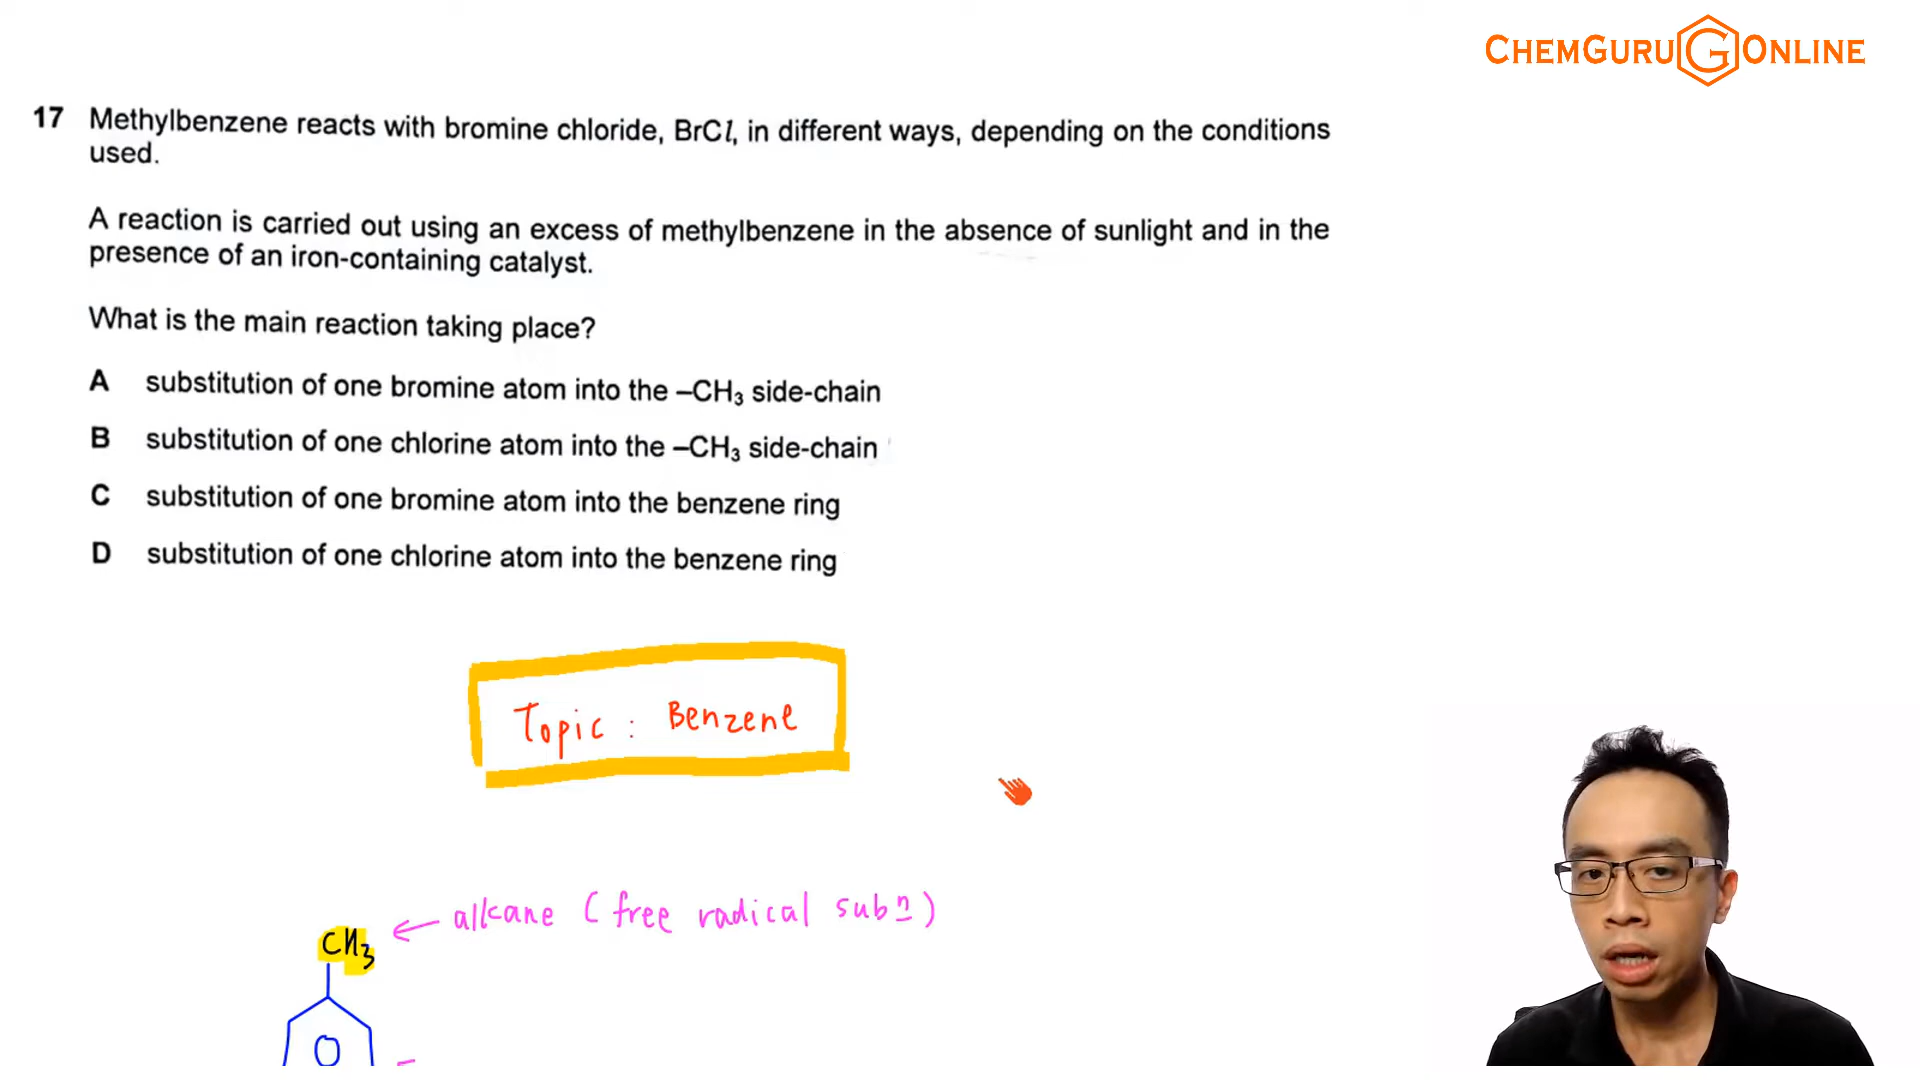 CHEMGURU G ONLINE
17 Methylbenzene reacts with bromine chloride, BrCl, in different ways, depending on the conditions
used.
A reaction is carried out using an excess of methylbenzene in the absence of sunlight and in the
presence of an iron-containing catalyst.
What is the main reaction taking place?
A substitution of one bromine atom into the –CH₃ side-chain
B substitution of one chlorine atom into the –CH₃ side-chain
C substitution of one bromine atom into the benzene ring
D substitution of one chlorine atom into the benzene ring
Topic : Benzene
← alkane (free radical subn)
CH₃